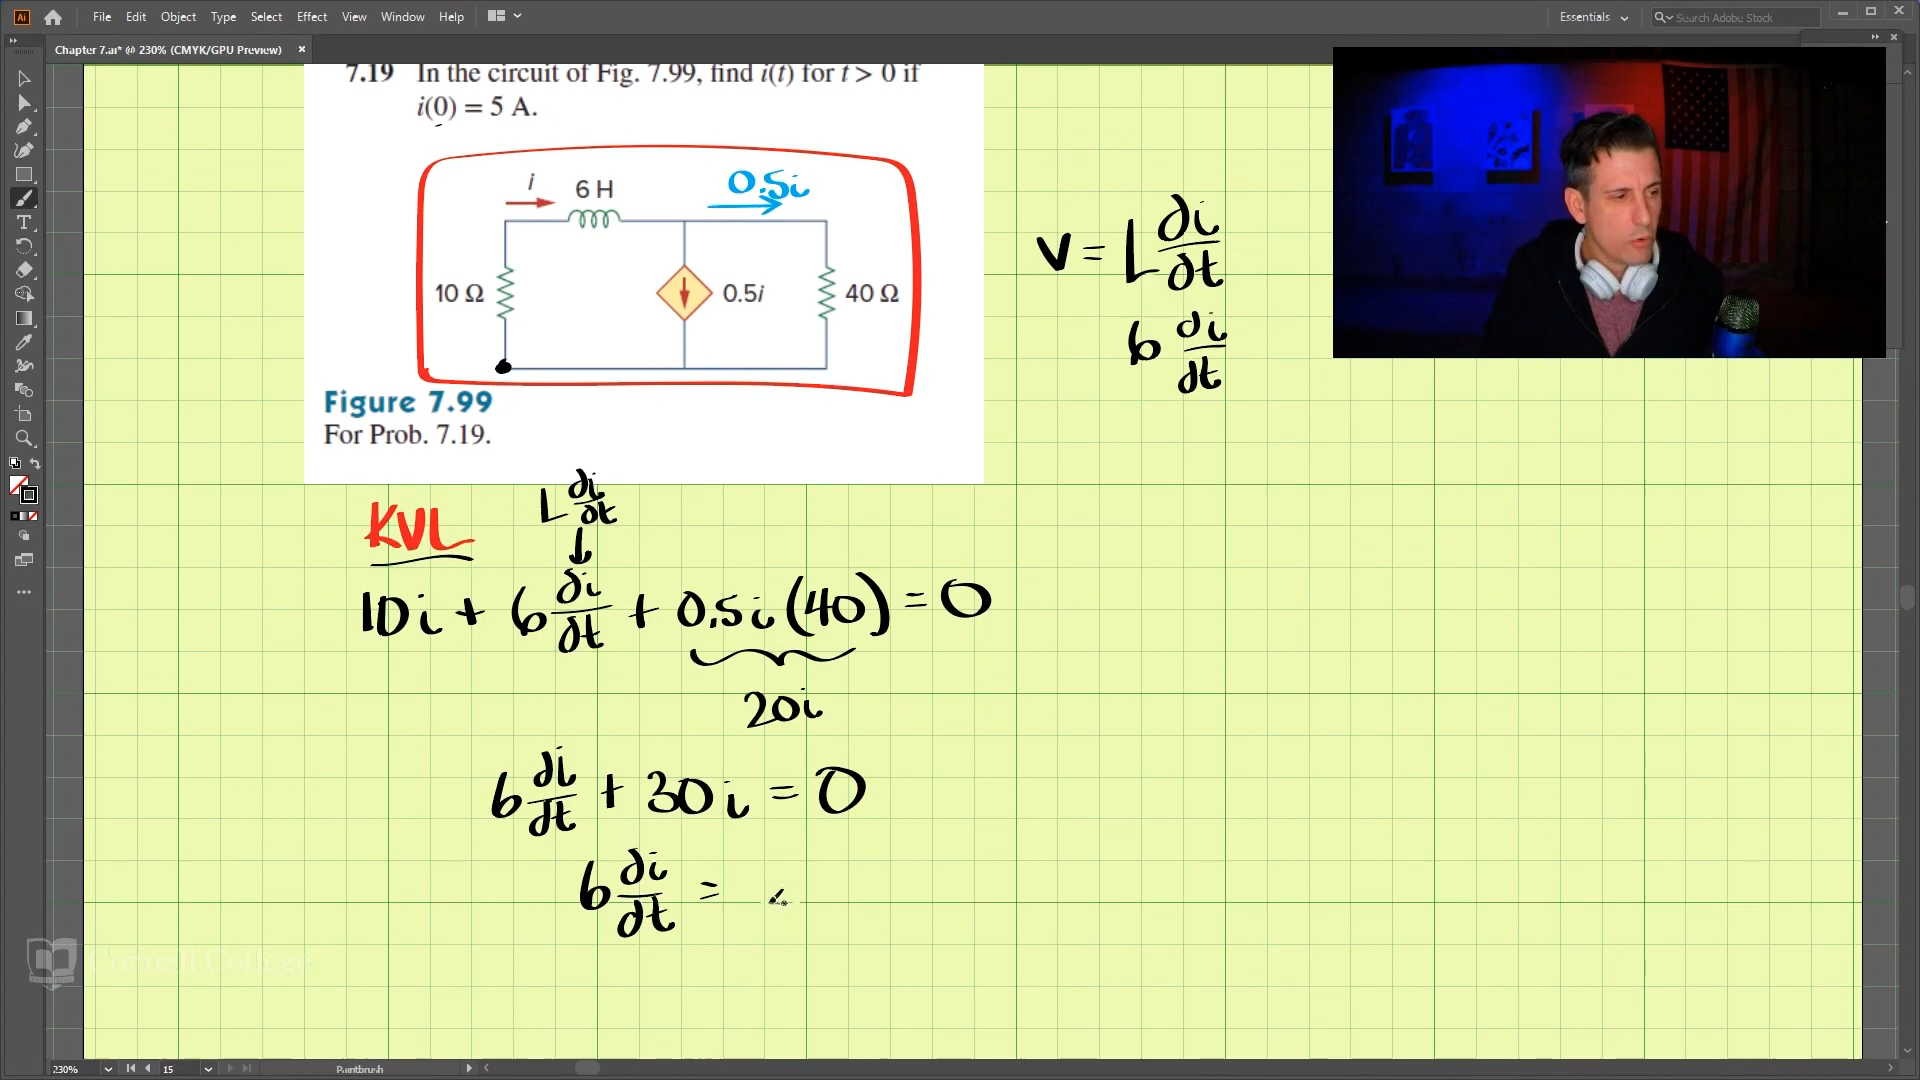 File Edit Object Type Select Effect View Window Help
Essentials
Search Adobe Stock
Chapter 7.ai* @ 230% (CMYK/GPU Preview)
7.19 In the circuit of Fig. 7.99, find i(t) for t > 0 if
i(0) = 5 A.
i
6 H
0.5i
10 Ω
0.5i
40 Ω
Figure 7.99
For Prob. 7.19.
v = L di/dt
6 di/dt
KVL
L di/dt
10i + 6 di/dt + 0.5i (40) = 0
20i
6 di/dt + 30i = 0
6 di/dt =
Cornell College
230%
15
Paintbrush